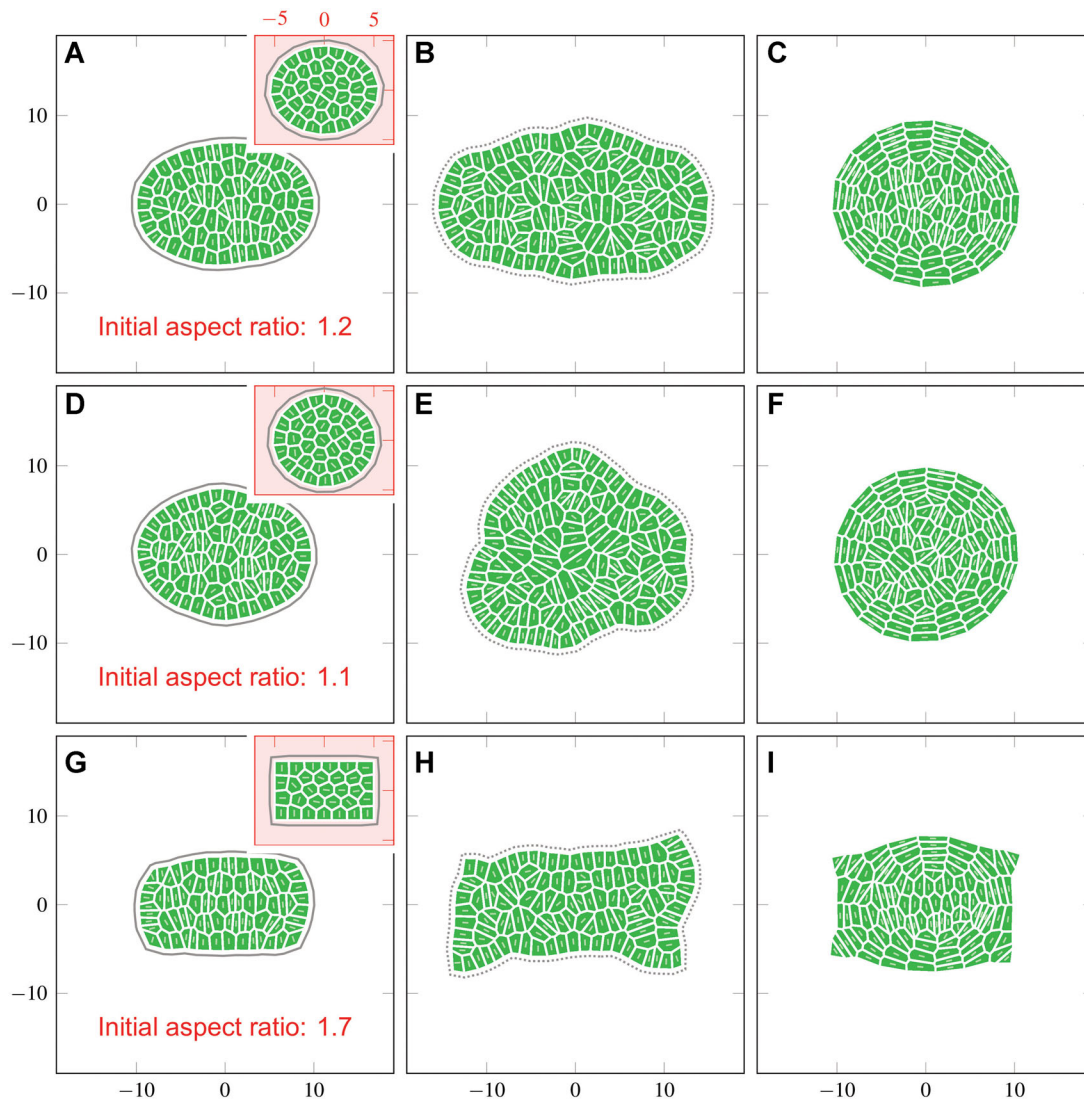 −5 0 5
A B C
10
0
−10
Initial aspect ratio: 1.2
D E F
10
0
−10
Initial aspect ratio: 1.1
G H I
10
0
−10
Initial aspect ratio: 1.7
−10 0 10 −10 0 10 −10 0 10